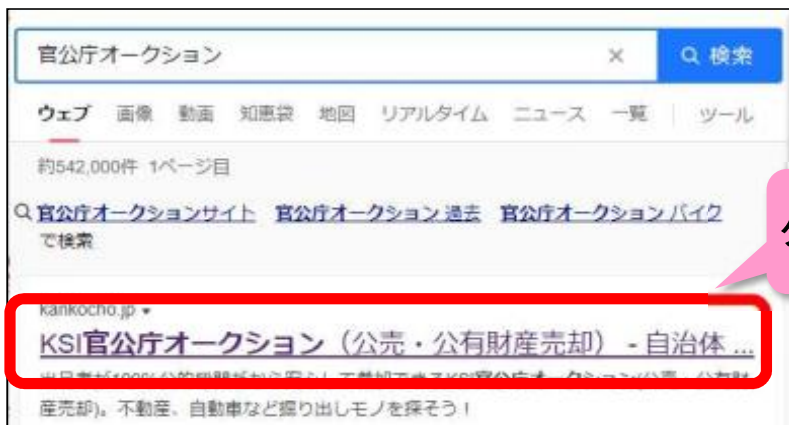 官公庁オークション × 検索
ウェブ 画像 動画 知恵袋 地図 リアルタイム ニュース 一覧 ツール
約542,000件 1ページ目
官公庁オークションサイト 官公庁オークション 過去 官公庁オークション バイク
で検索
kankocho.jp
KSI官公庁オークション（公売・公有財産売却） - 自治体 ...
産売却)。不動産、自動車など掘り出しモノを探そう！